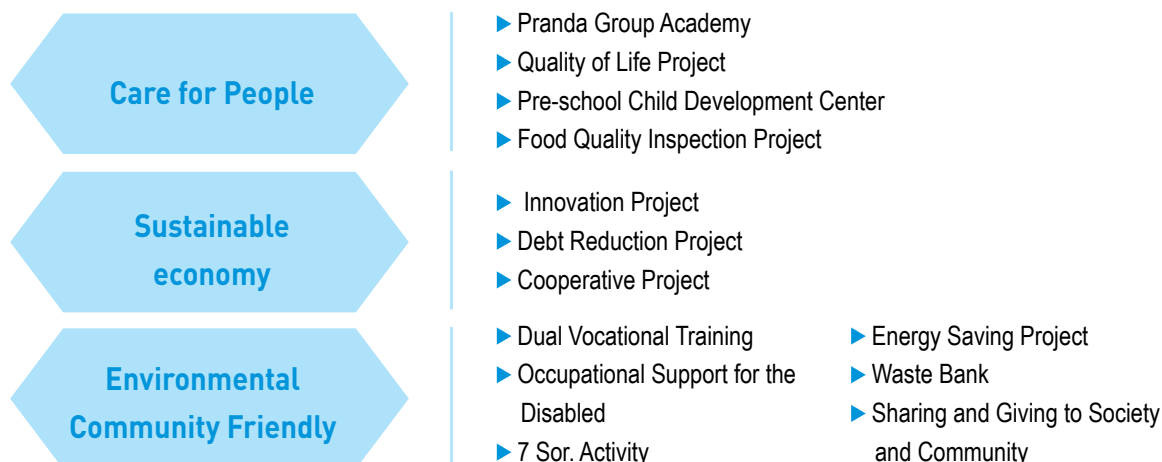 Care for People
▶ Pranda Group Academy
▶ Quality of Life Project
▶ Pre-school Child Development Center
▶ Food Quality Inspection Project
Sustainable
economy
▶ Innovation Project
▶ Debt Reduction Project
▶ Cooperative Project
Environmental
Community Friendly
▶ Dual Vocational Training
▶ Occupational Support for the
Disabled
▶ 7 Sor. Activity
▶ Energy Saving Project
▶ Waste Bank
▶ Sharing and Giving to Society
and Community